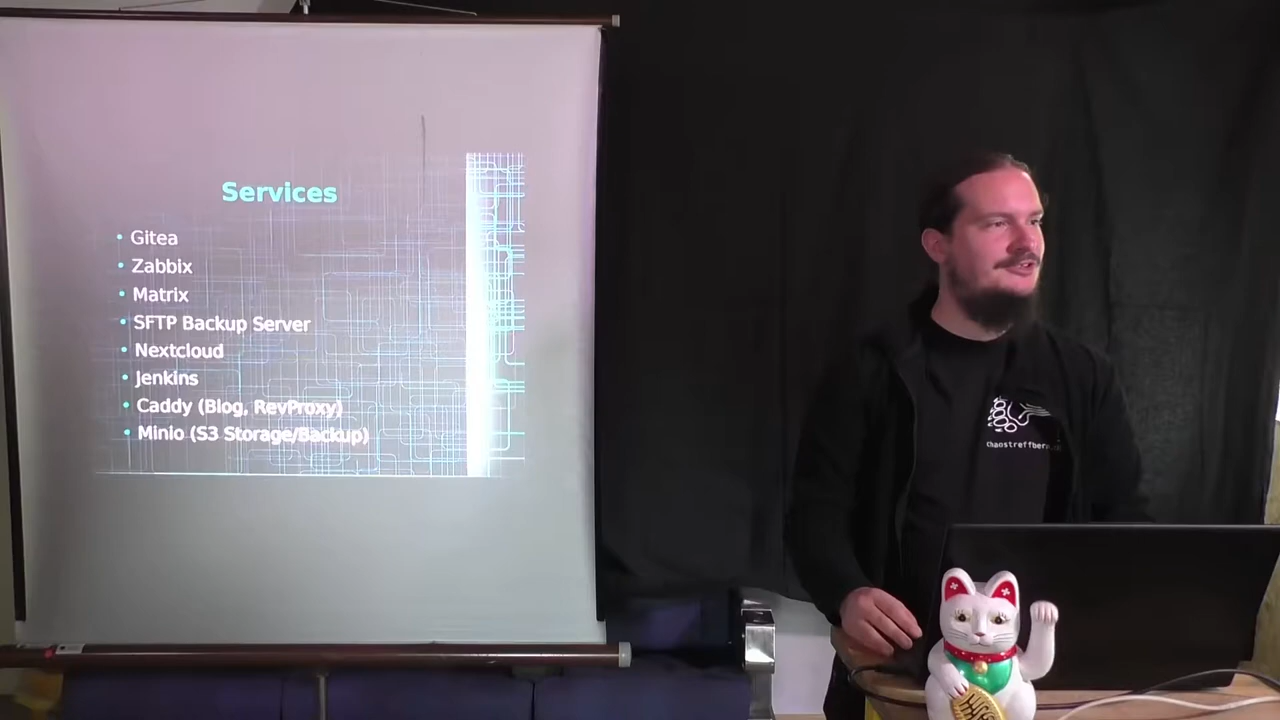 Services
• Gitea
• Zabbix
• Matrix
• SFTP Backup Server
• Nextcloud
• Jenkins
• Caddy (Blog, RevProxy)
• Minio (S3 Storage/Backup)